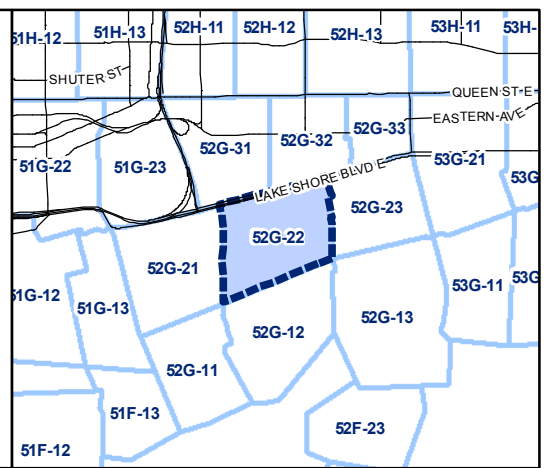 51H-12
51H-13
52H-11
52H-12
52H-13
53H-11
53H-
SHUTER ST
QUEEN ST E
EASTERN AVE
51G-22
51G-23
52G-31
52G-32
52G-33
53G-21
LAKE SHORE BLVD E
53G
52G-22
52G-23
52G-21
51G-12
51G-13
53G-11
53G
52G-12
52G-13
52G-11
51F-13
52F-23
51F-12